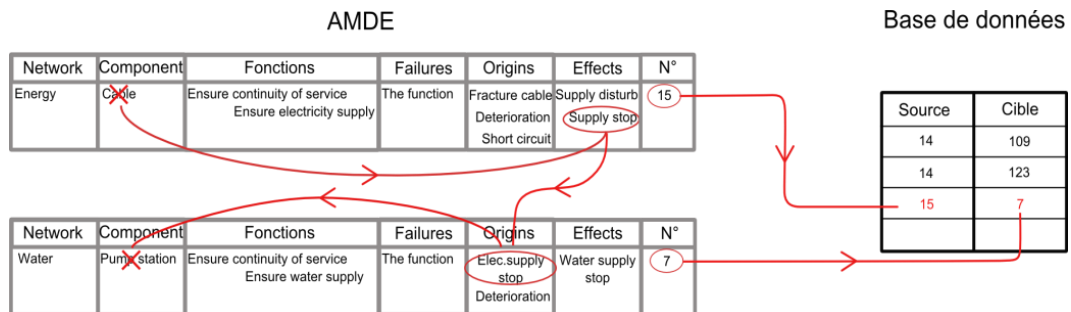 AMDE
Base de données
Network Component Fonctions Failures Origins Effects N°
Energy Cable Ensure continuity of service The function Fracture cable Supply disturb 15
Ensure electricity supply Deterioration Supply stop
Short circuit
Source Cible
14 109
14 123
15 7
Network Component Fonctions Failures Origins Effects N°
Water Pump station Ensure continuity of service The function Elec.supply Water supply 7
Ensure water supply stop stop
Deterioration